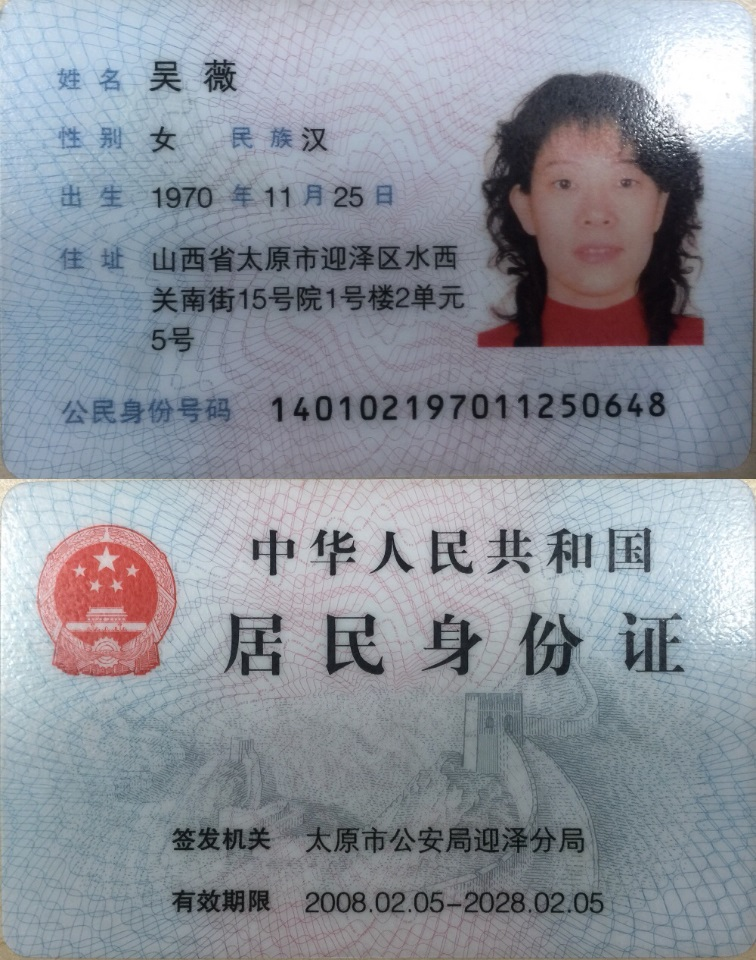 姓名 吴薇
性别 女 民族 汉
出生 1970 年 11 月 25 日
住址 山西省太原市迎泽区水西
关南街15号院1号楼2单元
5号
公民身份号码 140102197011250648
中华人民共和国
居民身份证
签发机关 太原市公安局迎泽分局
有效期限 2008.02.05-2028.02.05